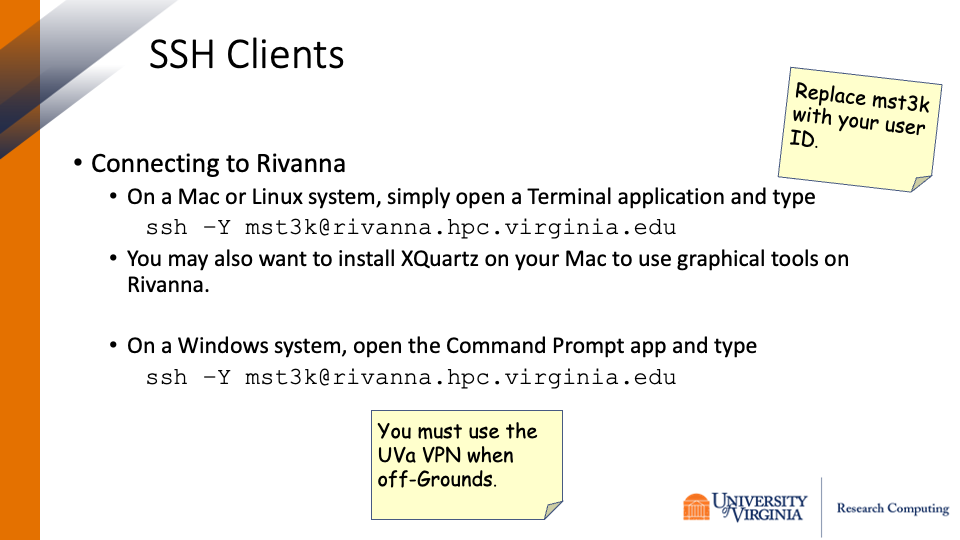 SSH Clients
Replace mst3k
with your user
ID.
• Connecting to Rivanna
• On a Mac or Linux system, simply open a Terminal application and type
ssh –Y mst3k@rivanna.hpc.virginia.edu
• You may also want to install XQuartz on your Mac to use graphical tools on
Rivanna.
• On a Windows system, open the Command Prompt app and type
ssh –Y mst3k@rivanna.hpc.virginia.edu
You must use the
UVa VPN when
off-Grounds.
UNIVERSITY
of VIRGINIA
Research Computing